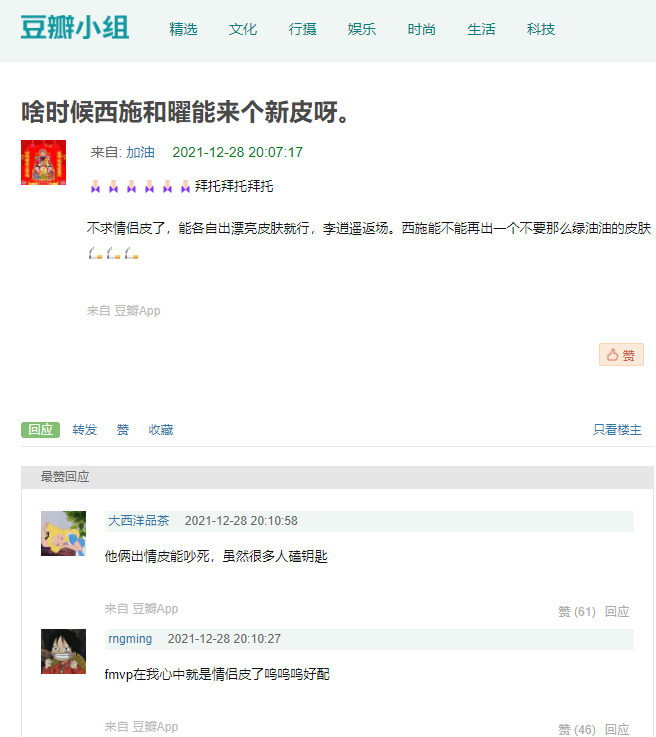 豆瓣小组 精选 文化 行摄 娱乐 时尚 生活 科技
啥时候西施和曜能来个新皮呀。
来自: 加油 2021-12-28 20:07:17
拜托拜托拜托
不求情侣皮了，能各自出漂亮皮肤就行，李逍遥返场。西施能不能再出一个不要那么绿油油的皮肤
来自 豆瓣App
赞
回应 转发 赞 收藏 只看楼主
最赞回应
大西洋品茶 2021-12-28 20:10:58
他俩出情皮能吵死，虽然很多人磕钥匙
来自 豆瓣App 赞 (61) 回应
rngming 2021-12-28 20:10:27
fmvp在我心中就是情侣皮了呜呜呜好配
来自 豆瓣App 赞 (46) 回应